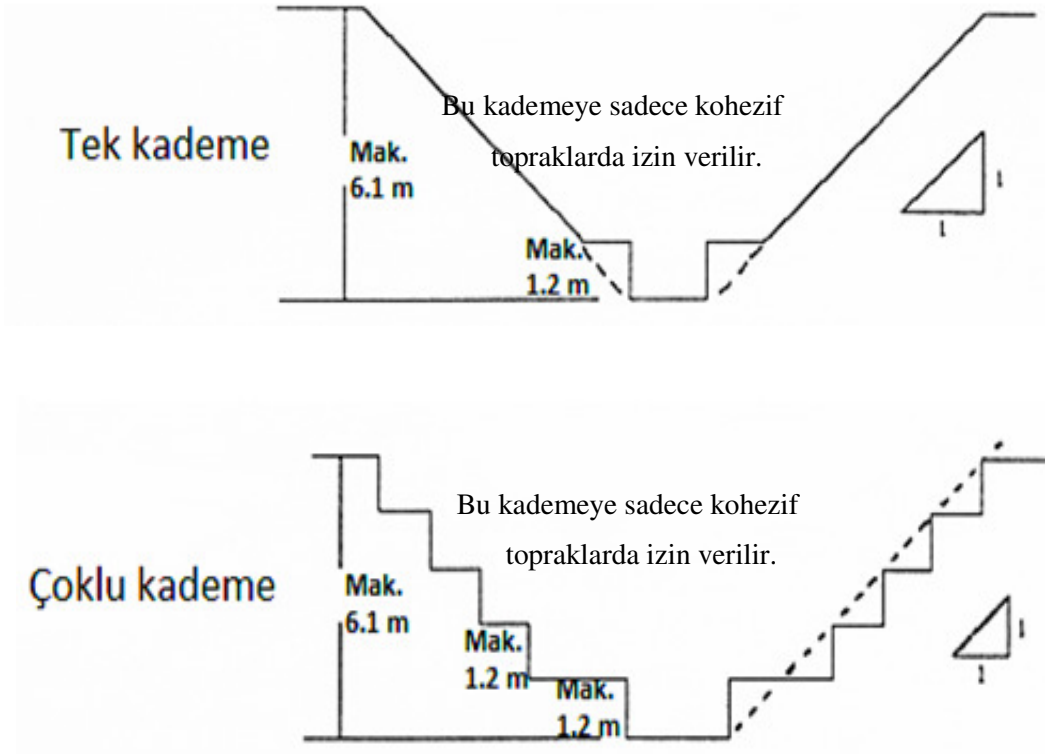 Bu kademeye sadece kohezif
topraklarda izin verilir.
Tek kademe
Mak.
6.1 m
Mak.
1.2 m
1
1
Bu kademeye sadece kohezif
topraklarda izin verilir.
Çoklu kademe
Mak.
6.1 m
Mak.
1.2 m
Mak.
1.2 m
1
1